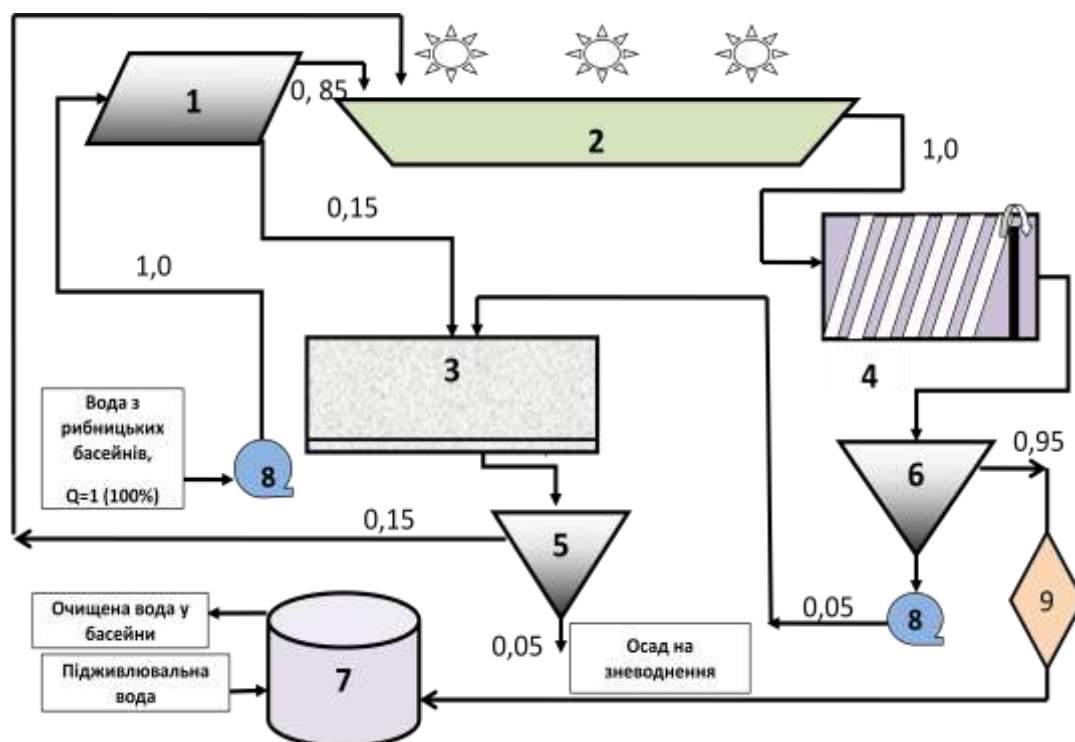 1
0, 85
2
1,0
0,15
1,0
3
4
Вода з
рибницьких
басейнів,
Q=1 (100%)
8
6
0,95
0,15
5
9
Очищена вода у
басейни
0,05
8
0,05
Осад на
зневоднення
Підживлювальна
вода
7